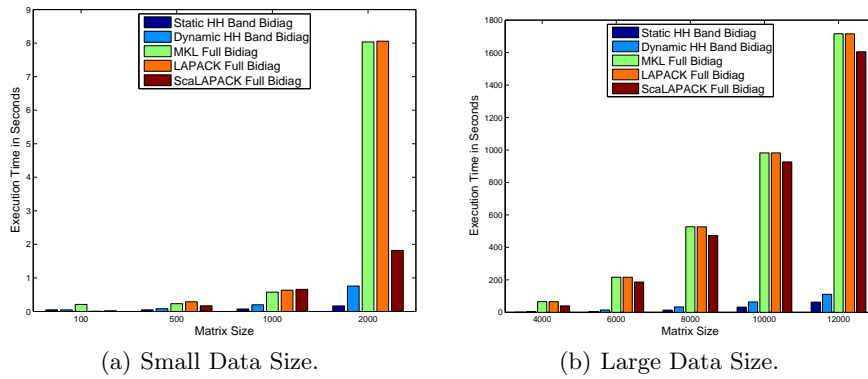 9
8
7
6
5
4
3
2
1
0
Execution Time in Seconds
Static HH Band Bidiag
Dynamic HH Band Bidiag
MKL Full Bidiag
LAPACK Full Bidiag
ScaLAPACK Full Bidiag
100 500 1000 2000
Matrix Size
(a) Small Data Size.
1800
1600
1400
1200
1000
800
600
400
200
0
Execution Time in Seconds
Static HH Band Bidiag
Dynamic HH Band Bidiag
MKL Full Bidiag
LAPACK Full Bidiag
ScaLAPACK Full Bidiag
4000 6000 8000 10000 12000
Matrix Size
(b) Large Data Size.